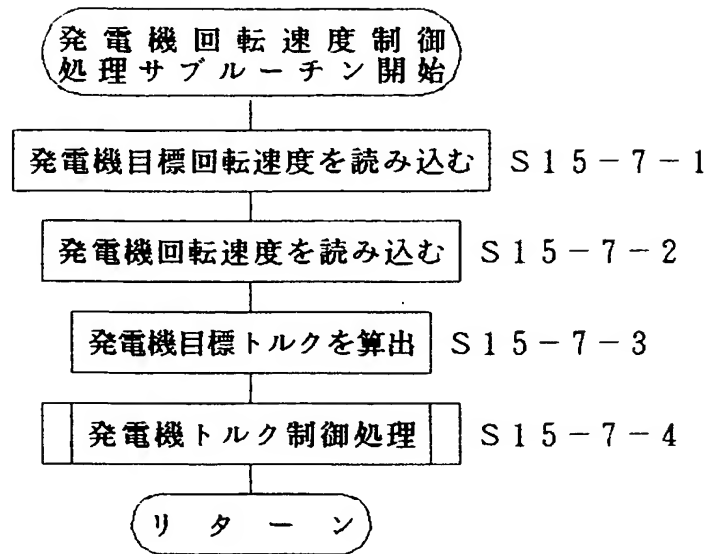 発電機回転速度制御
処理サブルーチン開始
発電機目標回転速度を読み込む S15-7-1
発電機回転速度を読み込む S15-7-2
発電機目標トルクを算出 S15-7-3
発電機トルク制御処理 S15-7-4
リターン